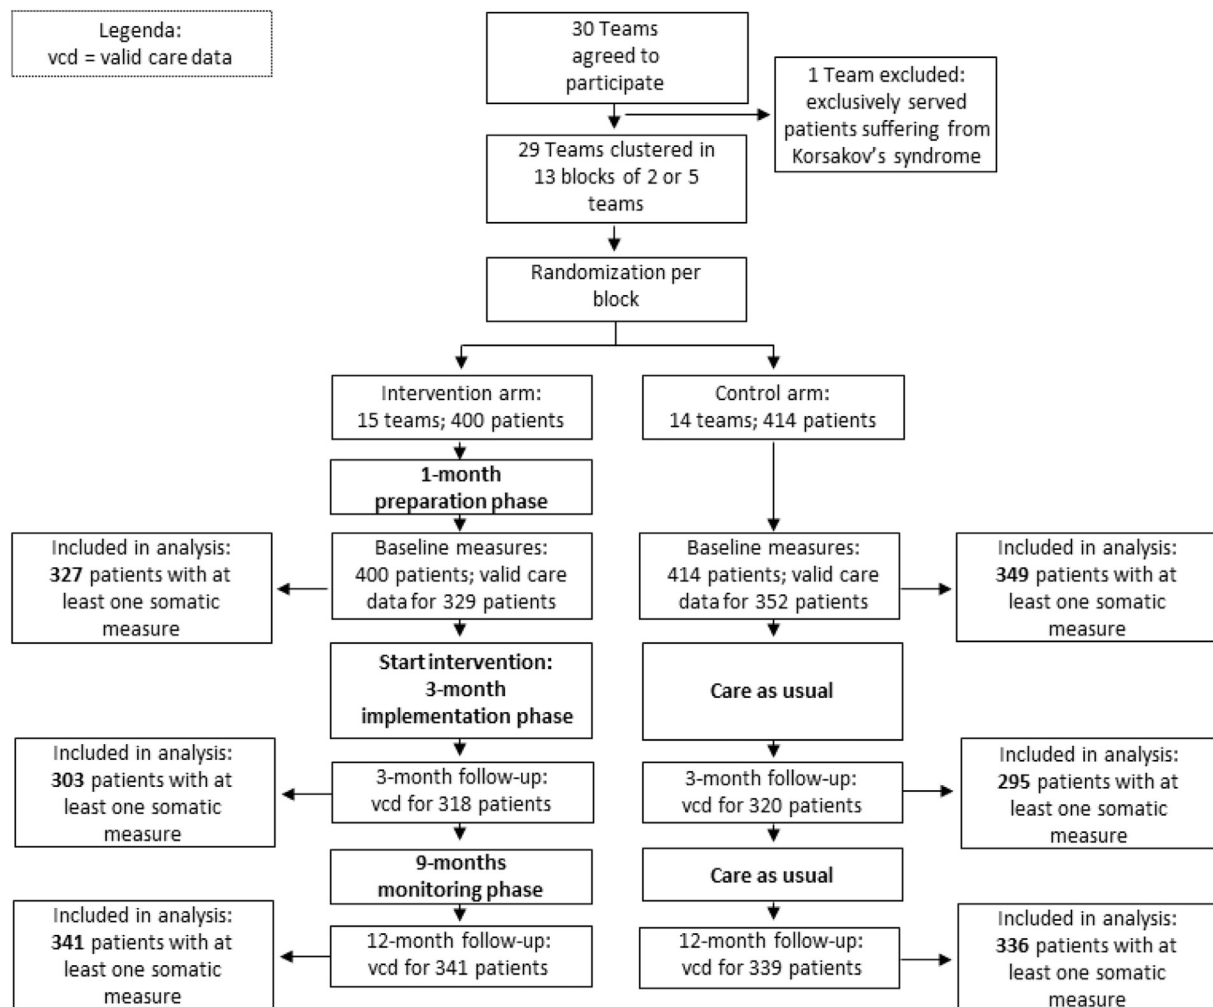 Legenda:
vcd = valid care data
30 Teams
agreed to
participate
1 Team excluded:
exclusively served
patients suffering from
Korsakov's syndrome
29 Teams clustered in
13 blocks of 2 or 5
teams
Randomization per
block
Intervention arm:
15 teams; 400 patients
Control arm:
14 teams; 414 patients
1-month
preparation phase
Included in analysis:
327 patients with at
least one somatic
measure
Baseline measures:
400 patients; valid care
data for 329 patients
Baseline measures:
414 patients; valid care
data for 352 patients
Included in analysis:
349 patients with at
least one somatic
measure
Start intervention:
3-month
implementation phase
Care as usual
Included in analysis:
303 patients with at
least one somatic
measure
3-month follow-up:
vcd for 318 patients
3-month follow-up:
vcd for 320 patients
Included in analysis:
295 patients with at
least one somatic
measure
9-months
monitoring phase
Care as usual
Included in analysis:
341 patients with at
least one somatic
measure
12-month follow-up:
vcd for 341 patients
12-month follow-up:
vcd for 339 patients
Included in analysis:
336 patients with at
least one somatic
measure